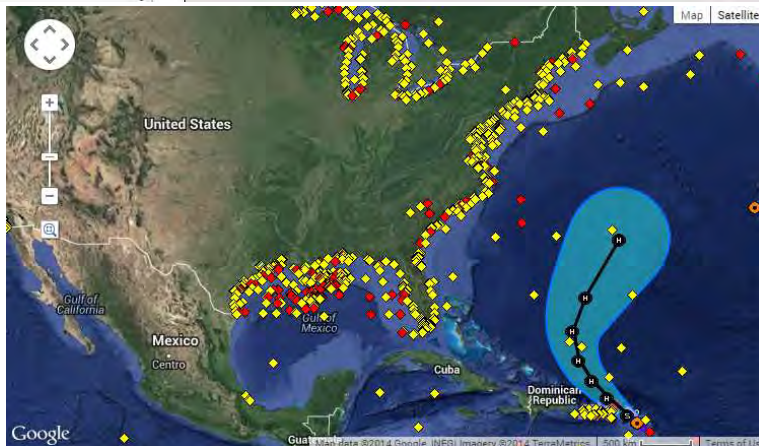 Map
Satellite
United States
Gulf of
California
Gulf of
Mexico
Mexico
Centro
Cuba
Dominican
Republic
H
H
H
H
H
H
S
Google
Map data ©2014 Google, INEGI Imagery ©2014 TerraMetrics
500 km
Terms of